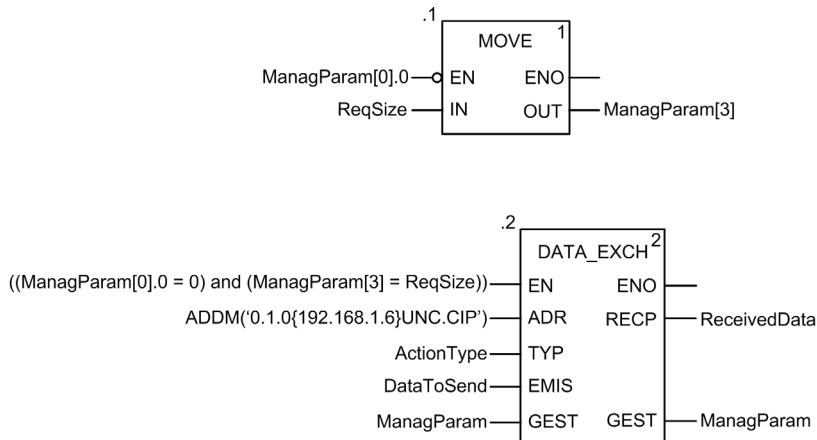 .1
MOVE 1
ManagParam[0].0 EN ENO
ReqSize IN OUT ManagParam[3]
.2
DATA_EXCH 2
((ManagParam[0].0 = 0) and (ManagParam[3] = ReqSize)) EN ENO
ADDM(‘0.1.0{192.168.1.6}UNC.CIP’) ADR RECP ReceivedData
ActionType TYP
DataToSend EMIS
ManagParam GEST GEST ManagParam